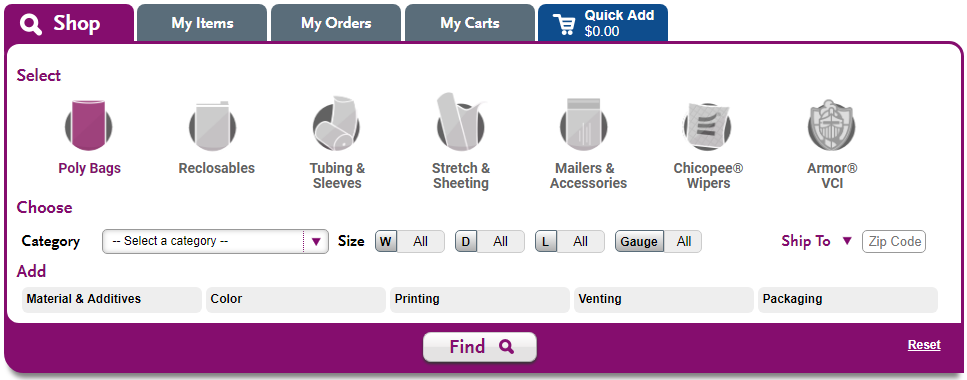 Shop
My Items
My Orders
My Carts
Quick Add
$0.00
Select
Poly Bags
Reclosables
Tubing &
Sleeves
Stretch &
Sheeting
Mailers &
Accessories
Chicopee®
Wipers
Armor®
VCI
Choose
Category -- Select a category -- Size W All D All L All Gauge All Ship To Zip Code
Add
Material & Additives Color Printing Venting Packaging
Find
Reset